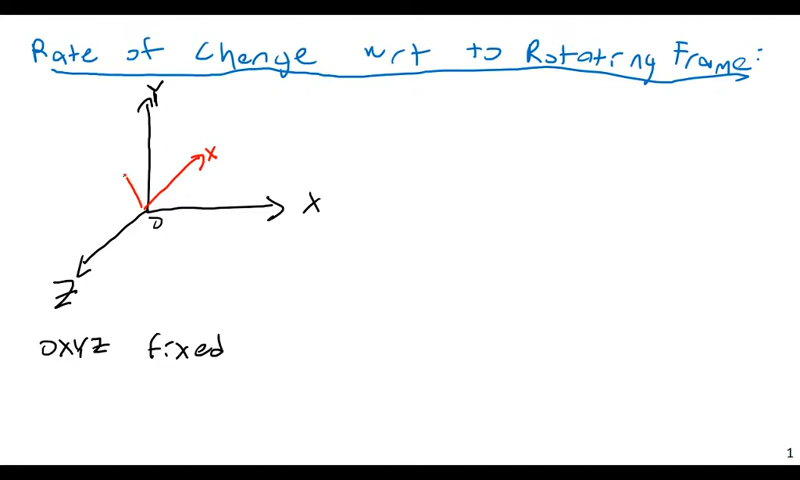 Rate of Change wrt to Rotating Frame:
Y
x
X
O
Z
OXYZ fixed
1